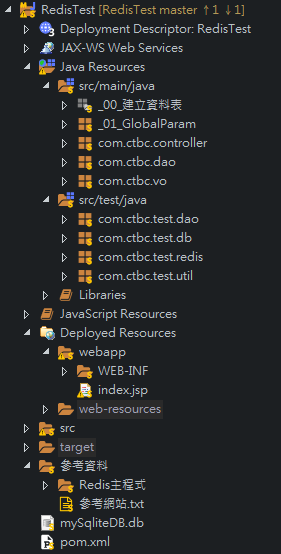 RedisTest [RedisTest master ↑1 ↓1]
Deployment Descriptor: RedisTest
JAX-WS Web Services
Java Resources
src/main/java
_00_建立資料表
_01_GlobalParam
com.ctbc.controller
com.ctbc.dao
com.ctbc.vo
src/test/java
com.ctbc.test.dao
com.ctbc.test.db
com.ctbc.test.redis
com.ctbc.test.util
Libraries
JavaScript Resources
Deployed Resources
webapp
WEB-INF
index.jsp
web-resources
src
target
參考資料
Redis主程式
參考網站.txt
mySqliteDB.db
pom.xml